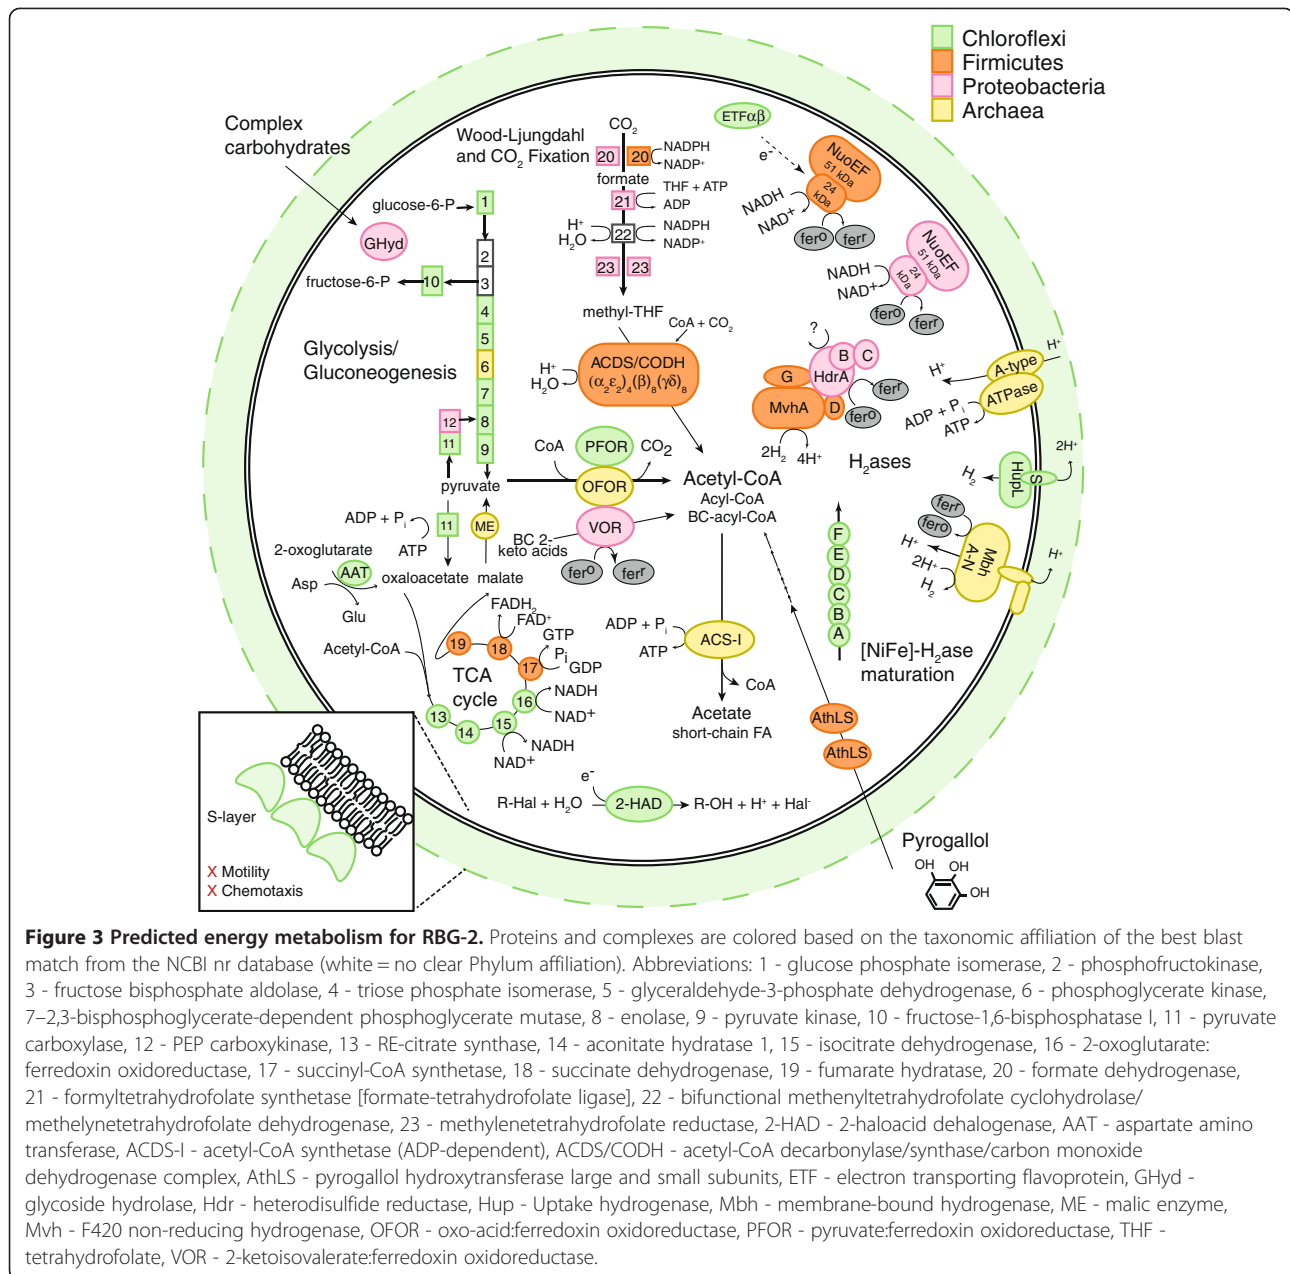 Chloroflexi
Firmicutes
Proteobacteria
Archaea
Complex
carbohydrates
GHyd
Wood-Ljungdahl
and CO2 Fixation
CO2
20
20
NADPH
NADP+
formate
21
THF + ATP
ADP
H+
H2O
22
NADPH
NADP+
23
23
methyl-THF
CoA + CO2
ACDS/CODH
(α2ε2)4(β)8(γδ)8
H+
H2O
ETFαβ
e-
NuoEF
51 kDa
24
kDa
NADH
NAD+
fero
ferr
NuoEF
51 kDa
24
kDa
NADH
NAD+
fero
ferr
glucose-6-P
1
2
3
fructose-6-P
10
4
5
6
7
8
9
12
11
Glycolysis/
Gluconeogenesis
pyruvate
CoA
PFOR
CO2
OFOR
VOR
BC 2-
keto acids
fero
ferr
Acetyl-CoA
Acyl-CoA
BC-acyl-CoA
?
G
HdrA
B
C
MvhA
D
ferr
fero
2H2
4H+
H2ases
H+
A-type
ATPase
H+
ADP + Pi
ATP
2H+
H2
HupL
S
ferr
fero
H+
2H+
H2
Mbh
A-N
H+
F
E
D
C
B
A
[NiFe]-H2ase
maturation
ADP + Pi
ATP
11
ME
2-oxoglutarate
AAT
Asp
Glu
oxaloacetate
malate
Acetyl-CoA
FADH2
FAD+
GTP
Pi
GDP
19
18
17
TCA
cycle
16
NADH
NAD+
13
14
15
NADH
NAD+
ADP + Pi
ATP
ACS-I
CoA
Acetate
short-chain FA
AthLS
AthLS
e-
R-Hal + H2O
2-HAD
R-OH + H+ + Hal-
Pyrogallol
OH
OH
OH
S-layer
X Motility
X Chemotaxis
Figure 3 Predicted energy metabolism for RBG-2. Proteins and complexes are colored based on the taxonomic affiliation of the best blast
match from the NCBI nr database (white = no clear Phylum affiliation). Abbreviations: 1 - glucose phosphate isomerase, 2 - phosphofructokinase,
3 - fructose bisphosphate aldolase, 4 - triose phosphate isomerase, 5 - glyceraldehyde-3-phosphate dehydrogenase, 6 - phosphoglycerate kinase,
7–2,3-bisphosphoglycerate-dependent phosphoglycerate mutase, 8 - enolase, 9 - pyruvate kinase, 10 - fructose-1,6-bisphosphatase I, 11 - pyruvate
carboxylase, 12 - PEP carboxykinase, 13 - RE-citrate synthase, 14 - aconitate hydratase 1, 15 - isocitrate dehydrogenase, 16 - 2-oxoglutarate:
ferredoxin oxidoreductase, 17 - succinyl-CoA synthetase, 18 - succinate dehydrogenase, 19 - fumarate hydratase, 20 - formate dehydrogenase,
21 - formyltetrahydrofolate synthetase [formate-tetrahydrofolate ligase], 22 - bifunctional methenyltetrahydrofolate cyclohydrolase/
methelynetetrahydrofolate dehydrogenase, 23 - methylenetetrahydrofolate reductase, 2-HAD - 2-haloacid dehalogenase, AAT - aspartate amino
transferase, ACDS-I - acetyl-CoA synthetase (ADP-dependent), ACDS/CODH - acetyl-CoA decarbonylase/synthase/carbon monoxide
dehydrogenase complex, AthLS - pyrogallol hydroxytransferase large and small subunits, ETF - electron transporting flavoprotein, GHyd -
glycoside hydrolase, Hdr - heterodisulfide reductase, Hup - Uptake hydrogenase, Mbh - membrane-bound hydrogenase, ME - malic enzyme,
Mvh - F420 non-reducing hydrogenase, OFOR - oxo-acid:ferredoxin oxidoreductase, PFOR - pyruvate:ferredoxin oxidoreductase, THF -
tetrahydrofolate, VOR - 2-ketoisovalerate:ferredoxin oxidoreductase.